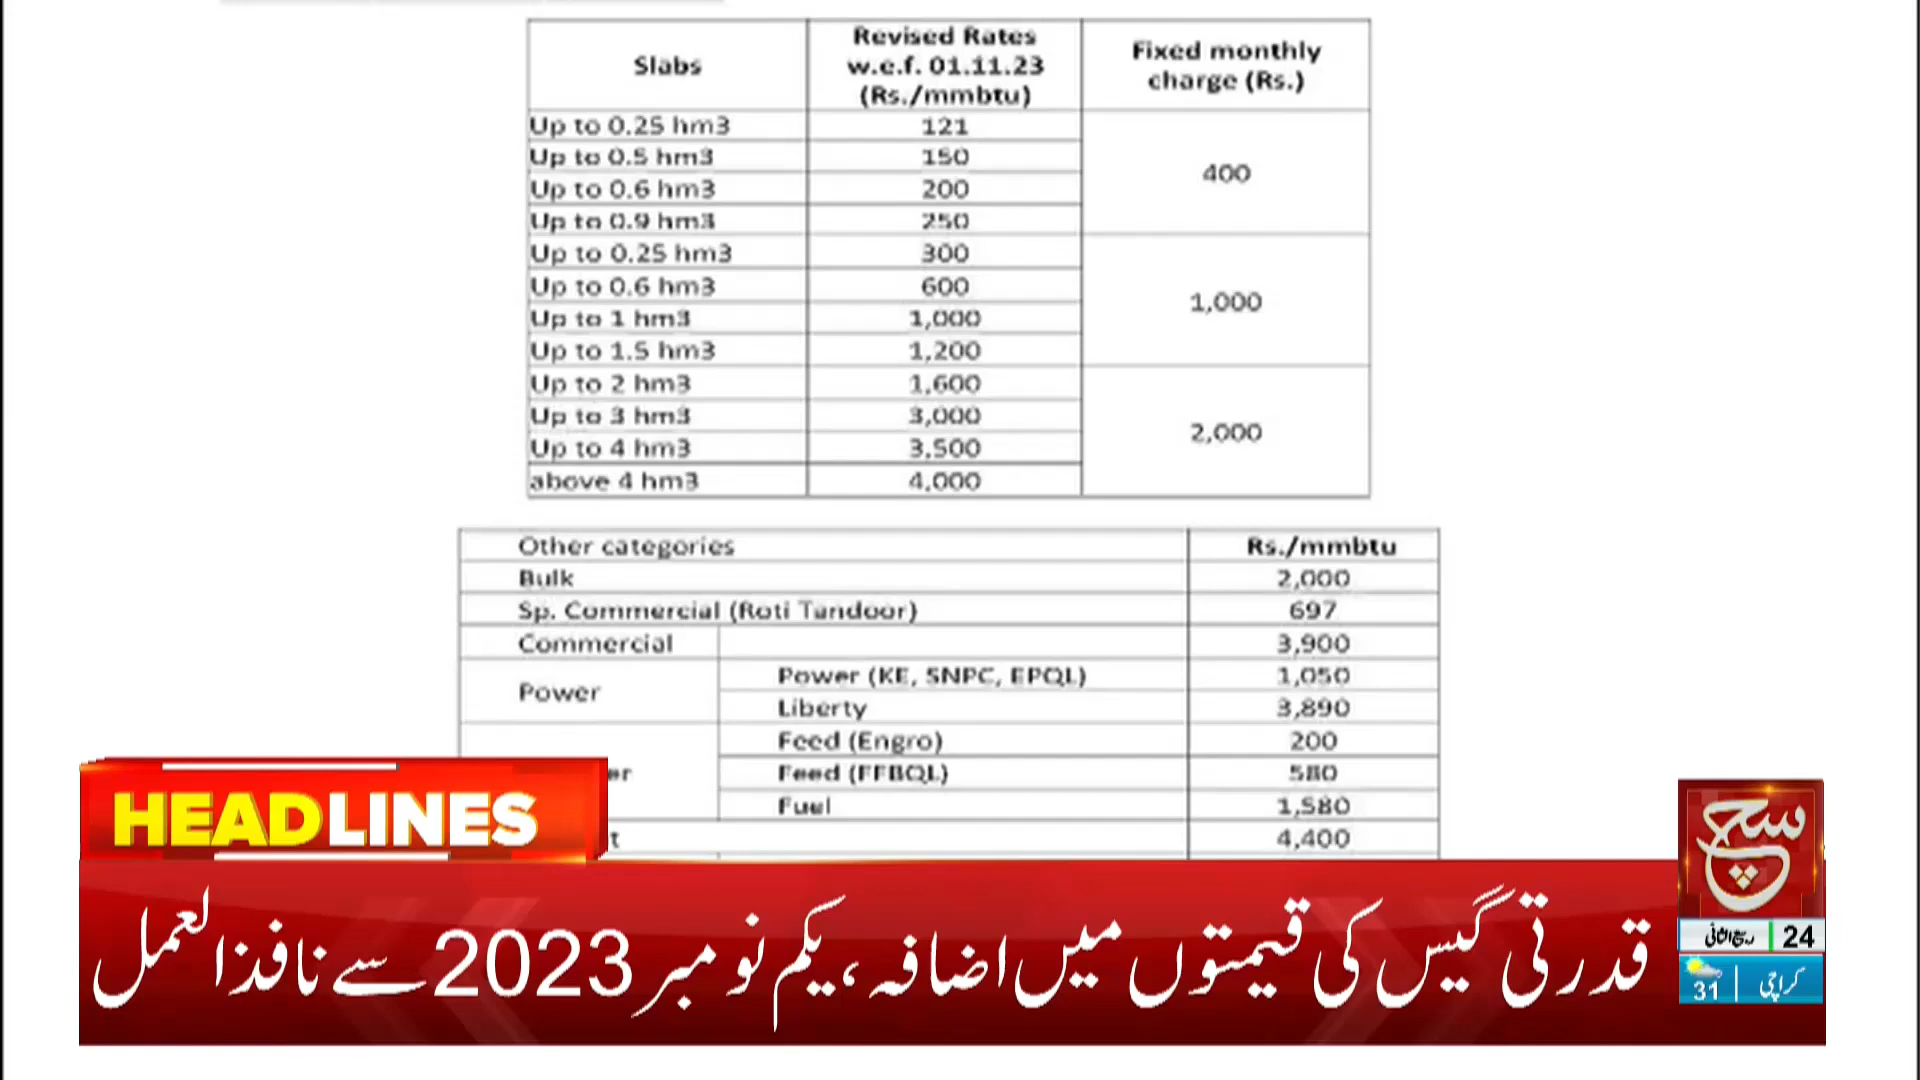 Slabs | Revised Rates w.e.f. 01.11.23 (Rs./mmbtu) | Fixed monthly charge (Rs.)
Up to 0.25 hm3 | 121 | 400
Up to 0.5 hm3 | 150
Up to 0.6 hm3 | 200
Up to 0.9 hm3 | 250
Up to 0.25 hm3 | 300 | 1,000
Up to 0.6 hm3 | 600
Up to 1 hm3 | 1,000
Up to 1.5 hm3 | 1,200
Up to 2 hm3 | 1,600 | 2,000
Up to 3 hm3 | 3,000
Up to 4 hm3 | 3,500
above 4 hm3 | 4,000
Other categories | Rs./mmbtu
Bulk | 2,000
Sp. Commercial (Roti Tandoor) | 697
Commercial | 3,900
Power | Power (KE, SNPC, EPQL) | 1,050
Liberty | 3,890
Feed (Engro) | 200
er | Feed (FFBQL) | 580
Fuel | 1,580
t | 4,400
HEADLINES
سچ
قدرتی گیس کی قیمتوں میں اضافہ، یکم نومبر 2023 سے نافذ العمل
24 ربیع الثانی
کراچی 31